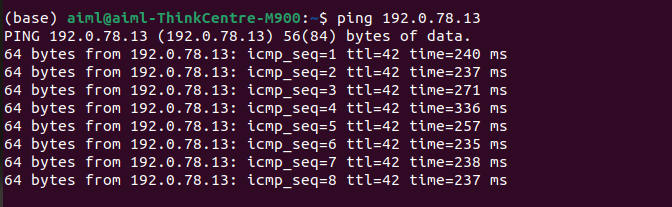 (base) aiml@aiml-ThinkCentre-M900:~$ ping 192.0.78.13
PING 192.0.78.13 (192.0.78.13) 56(84) bytes of data.
64 bytes from 192.0.78.13: icmp_seq=1 ttl=42 time=240 ms
64 bytes from 192.0.78.13: icmp_seq=2 ttl=42 time=237 ms
64 bytes from 192.0.78.13: icmp_seq=3 ttl=42 time=271 ms
64 bytes from 192.0.78.13: icmp_seq=4 ttl=42 time=336 ms
64 bytes from 192.0.78.13: icmp_seq=5 ttl=42 time=257 ms
64 bytes from 192.0.78.13: icmp_seq=6 ttl=42 time=235 ms
64 bytes from 192.0.78.13: icmp_seq=7 ttl=42 time=238 ms
64 bytes from 192.0.78.13: icmp_seq=8 ttl=42 time=237 ms